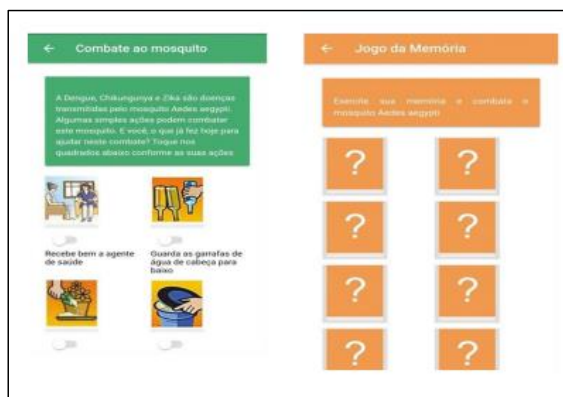 ← Combate ao mosquito
A Dengue, Chikungunya e Zika são doenças
transmitidas pelo mosquito Aedes aegypti.
Algumas simples ações podem combater
este mosquito. E você, o que já fez hoje para
ajudar neste combate? Toque nos
quadrados abaixo conforme as suas ações
Recebe bem a agente
de saúde
Guarda as garrafas de
água de cabeça para
baixo
← Jogo da Memória
Exercite sua memória e combata o
mosquito Aedes aegypti
? ?
? ?
? ?
? ?